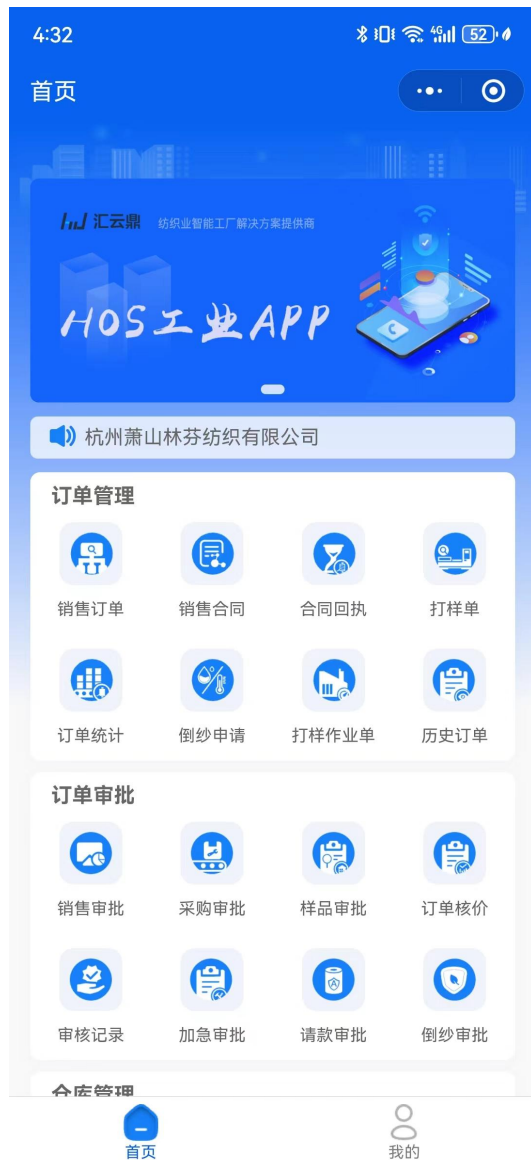 4:32
4G 52
首页
汇云鼎 纺织业智能工厂解决方案提供商
HOS工业APP
杭州萧山林芬纺织有限公司
订单管理
销售订单 销售合同 合同回执 打样单
订单统计 倒纱申请 打样作业单 历史订单
订单审批
销售审批 采购审批 样品审批 订单核价
审核记录 加急审批 请款审批 倒纱审批
仓库管理
首页 我的